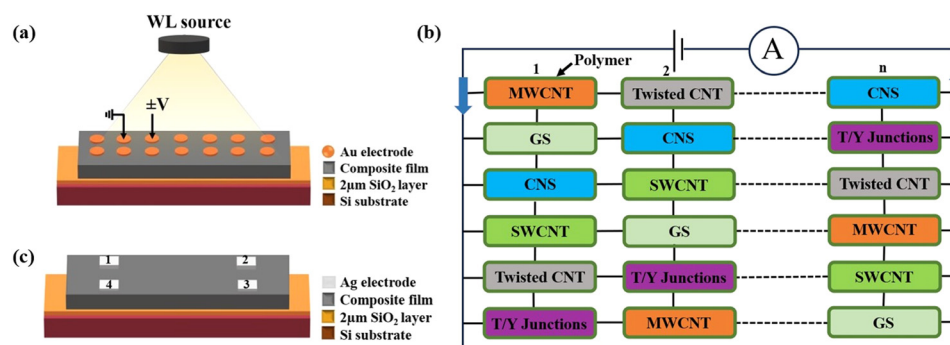 (a)
WL source
±V
Au electrode
Composite film
2µm SiO₂ layer
Si substrate
(c)
1
2
4
3
Ag electrode
Composite film
2µm SiO₂ layer
Si substrate
(b)
A
Polymer
1
2
n
MWCNT
Twisted CNT
CNS
GS
CNS
T/Y Junctions
CNS
SWCNT
Twisted CNT
SWCNT
GS
MWCNT
Twisted CNT
T/Y Junctions
SWCNT
T/Y Junctions
MWCNT
GS